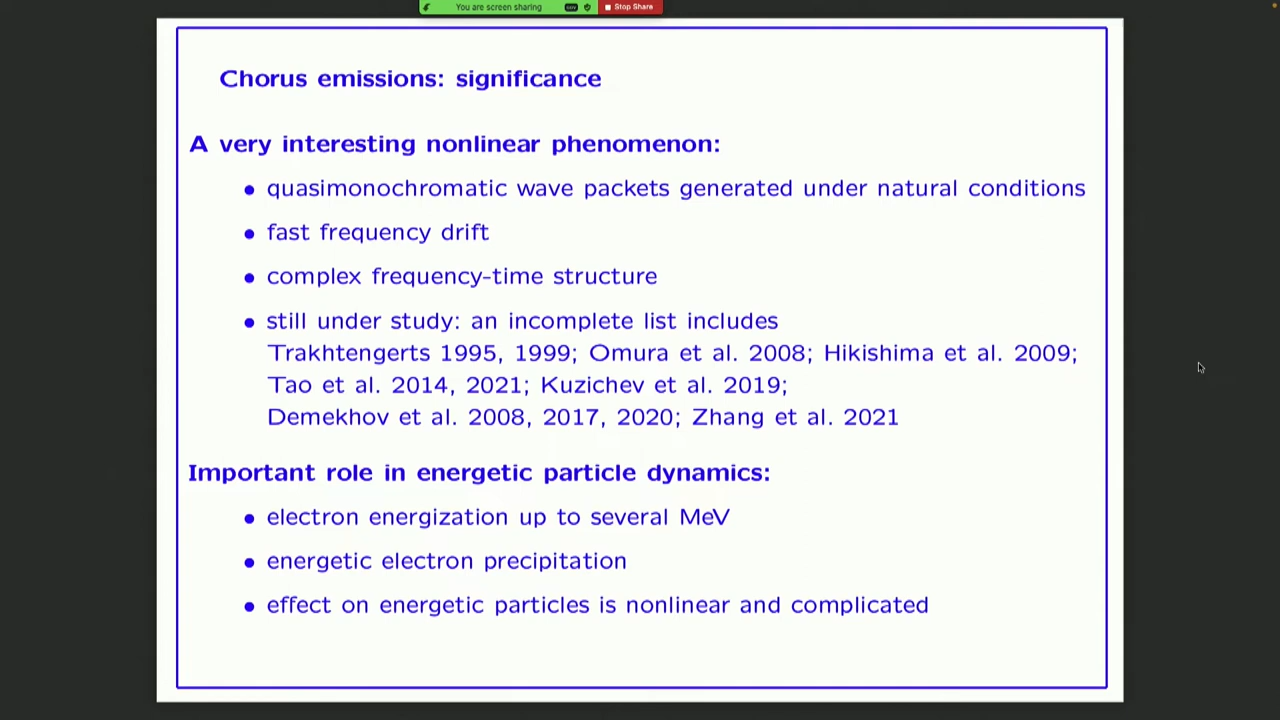 You are screen sharing
Stop Share
Chorus emissions: significance
A very interesting nonlinear phenomenon:
• quasimonochromatic wave packets generated under natural conditions
• fast frequency drift
• complex frequency-time structure
• still under study: an incomplete list includes
Trakhtengerts 1995, 1999; Omura et al. 2008; Hikishima et al. 2009;
Tao et al. 2014, 2021; Kuzichev et al. 2019;
Demekhov et al. 2008, 2017, 2020; Zhang et al. 2021
Important role in energetic particle dynamics:
• electron energization up to several MeV
• energetic electron precipitation
• effect on energetic particles is nonlinear and complicated